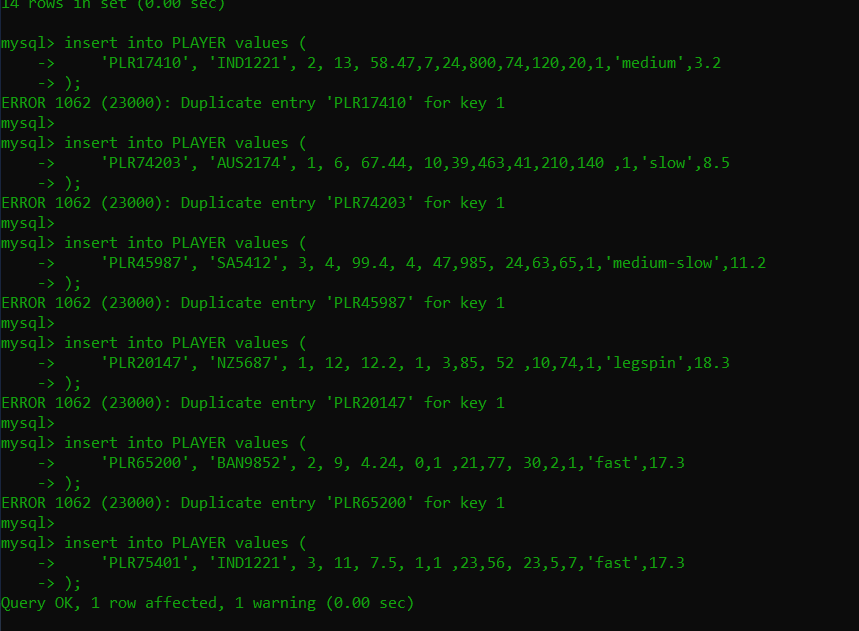 14 rows in set (0.00 sec)
mysql> insert into PLAYER values (
    ->     'PLR17410', 'IND1221', 2, 13, 58.47,7,24,800,74,120,20,1,'medium',3.2
    -> );
ERROR 1062 (23000): Duplicate entry 'PLR17410' for key 1
mysql>
mysql> insert into PLAYER values (
    ->     'PLR74203', 'AUS2174', 1, 6, 67.44, 10,39,463,41,210,140 ,1,'slow',8.5
    -> );
ERROR 1062 (23000): Duplicate entry 'PLR74203' for key 1
mysql>
mysql> insert into PLAYER values (
    ->     'PLR45987', 'SA5412', 3, 4, 99.4, 4, 47,985, 24,63,65,1,'medium-slow',11.2
    -> );
ERROR 1062 (23000): Duplicate entry 'PLR45987' for key 1
mysql>
mysql> insert into PLAYER values (
    ->     'PLR20147', 'NZ5687', 1, 12, 12.2, 1, 3,85, 52 ,10,74,1,'legspin',18.3
    -> );
ERROR 1062 (23000): Duplicate entry 'PLR20147' for key 1
mysql>
mysql> insert into PLAYER values (
    ->     'PLR65200', 'BAN9852', 2, 9, 4.24, 0,1 ,21,77, 30,2,1,'fast',17.3
    -> );
ERROR 1062 (23000): Duplicate entry 'PLR65200' for key 1
mysql>
mysql> insert into PLAYER values (
    ->     'PLR75401', 'IND1221', 3, 11, 7.5, 1,1 ,23,56, 23,5,7,'fast',17.3
    -> );
Query OK, 1 row affected, 1 warning (0.00 sec)